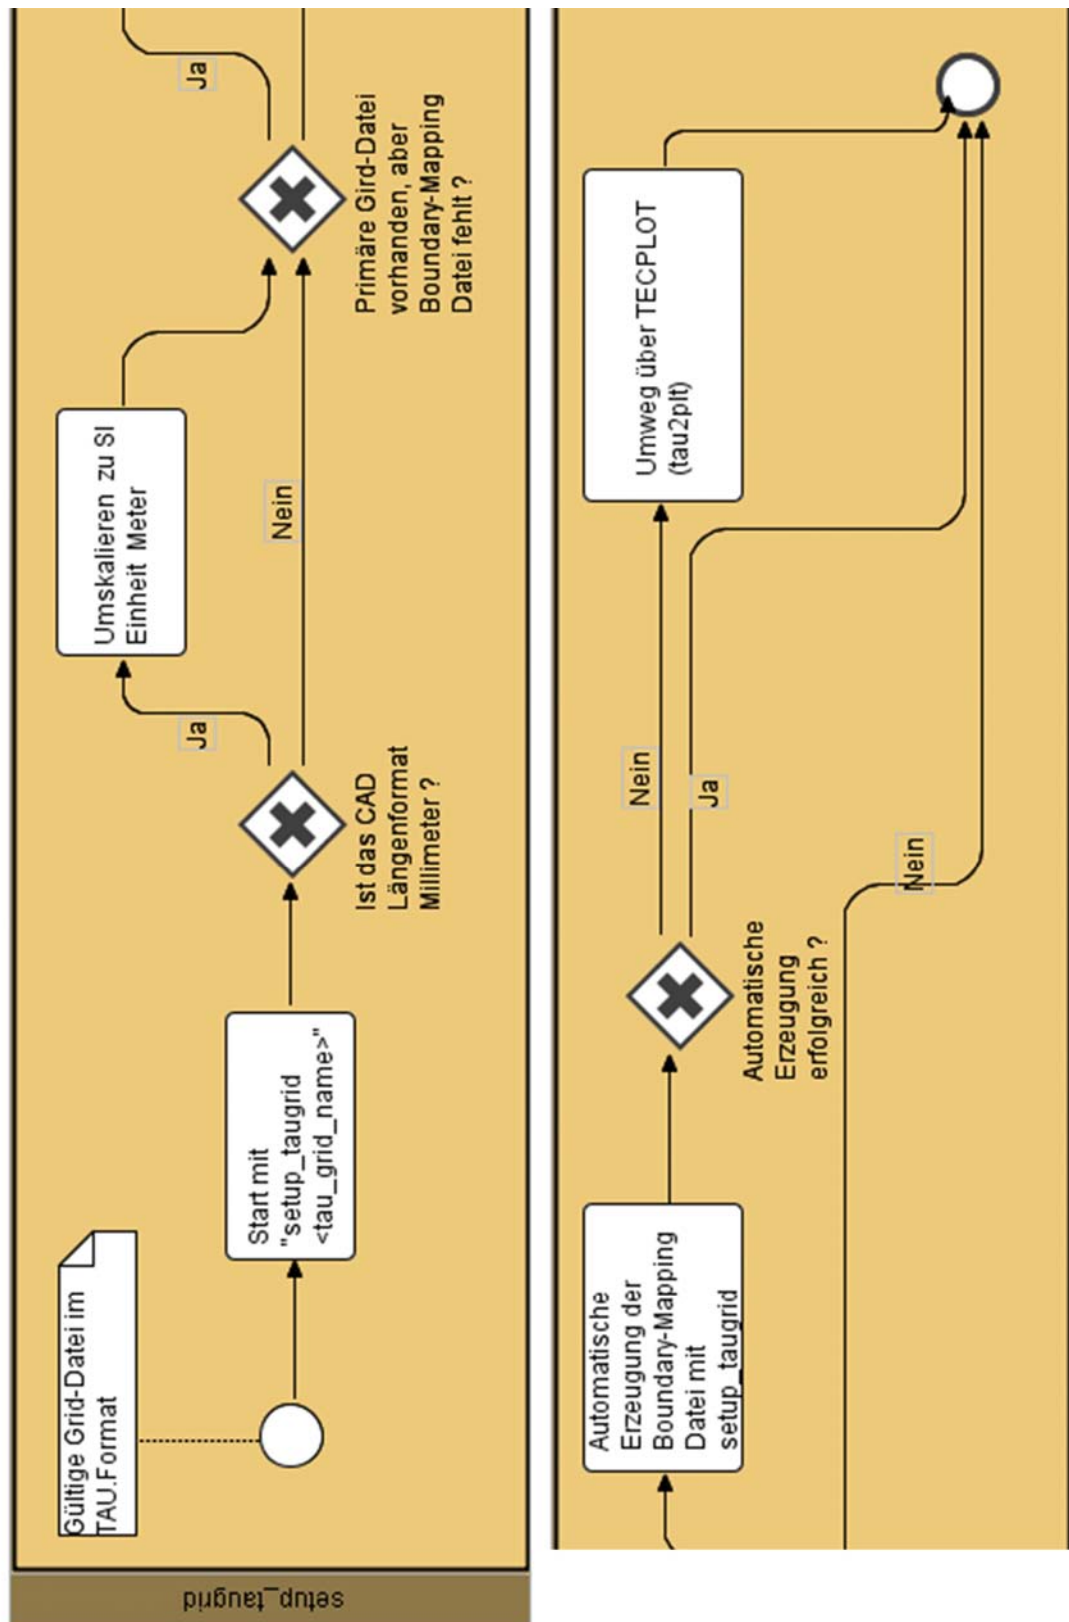 setup_taugrid
Gültige Grid-Datei im
TAU.Format
Start mit
"setup_taugrid
<tau_grid_name>"
Ist das CAD
Längenformat
Millimeter ?
Ja
Nein
Umskalieren zu SI
Einheit Meter
Primäre Gird-Datei
vorhanden, aber
Boundary-Mapping
Datei fehlt ?
Ja
Automatische
Erzeugung der
Boundary-Mapping
Datei mit
setup_taugrid
Automatische
Erzeugung
erfolgreich ?
Nein
Ja
Nein
Umweg über TECPLOT
(tau2plt)